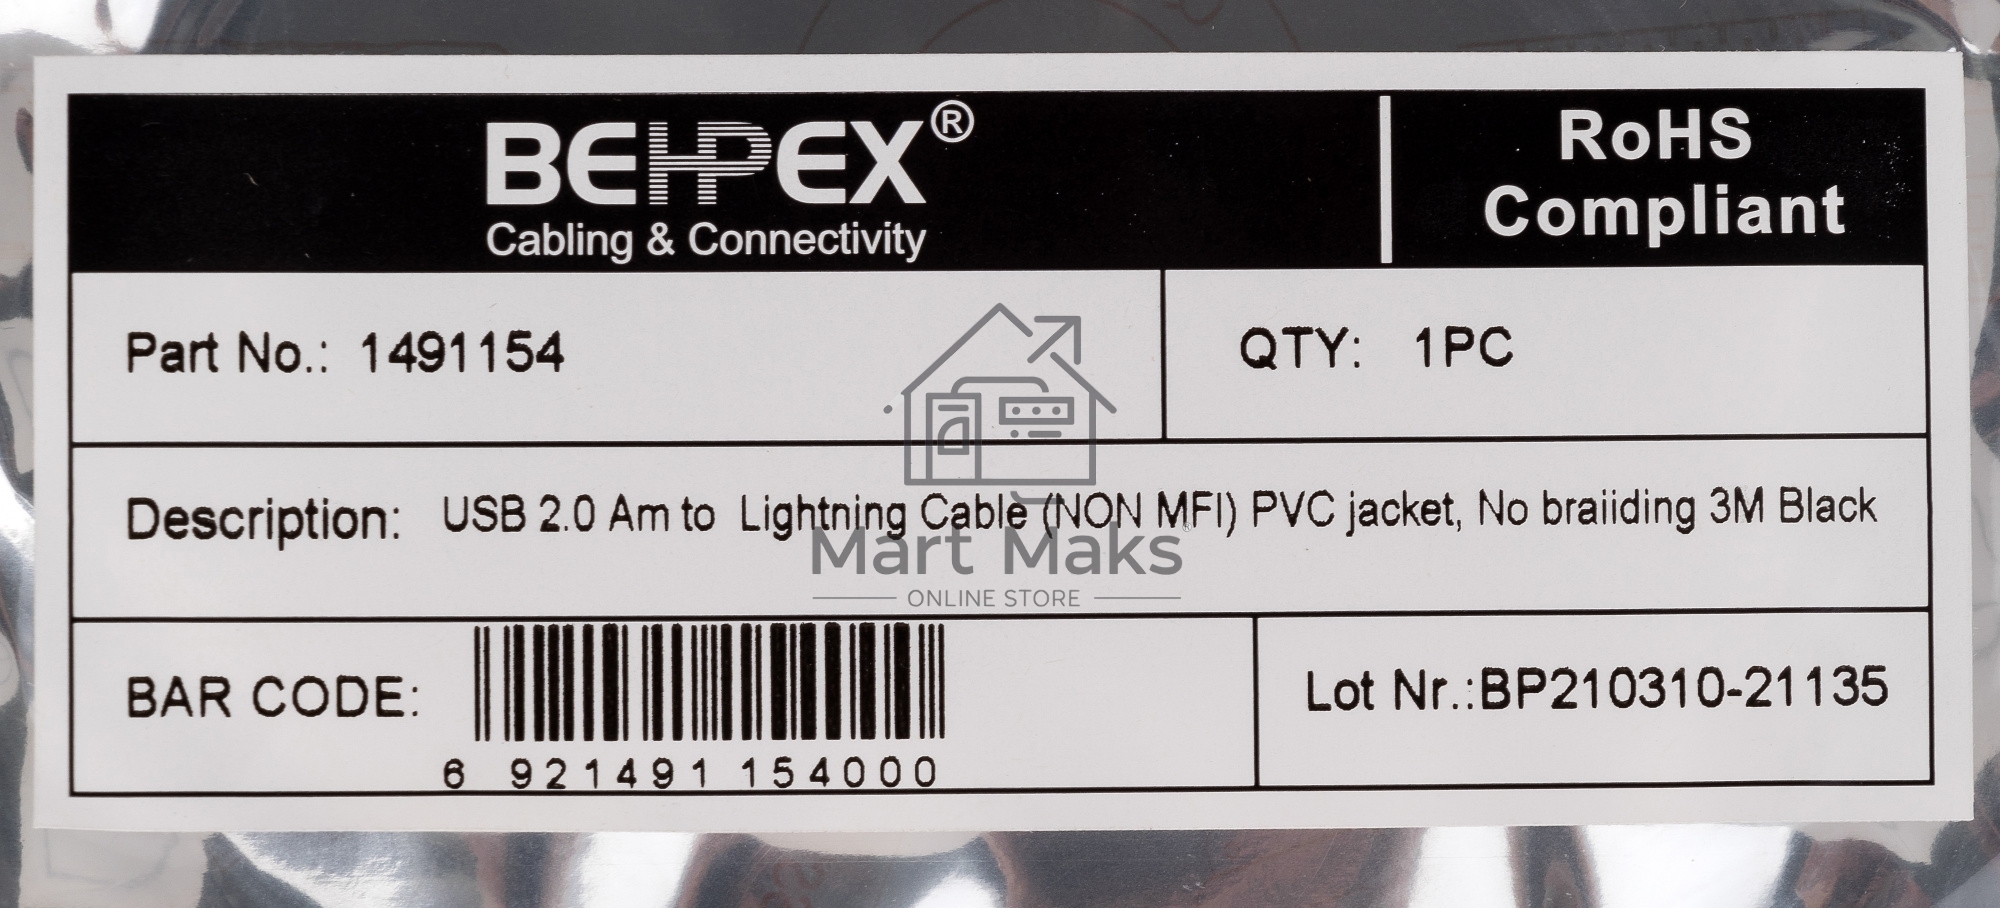 BEHPEX®
Cabling & Connectivity
RoHS
Compliant
Part No.: 1491154
QTY: 1PC
Description: USB 2.0 Am to Lightning Cable (NON MFI) PVC jacket, No braiiding 3M Black
Mart Maks
ONLINE STORE
BAR CODE:
6 921491 154000
Lot Nr.:BP210310-21135